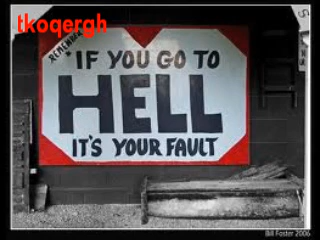 tkoqergh
REMEMBER
IF YOU GO TO
HELL
IT'S YOUR FAULT
Bill Foster 2006